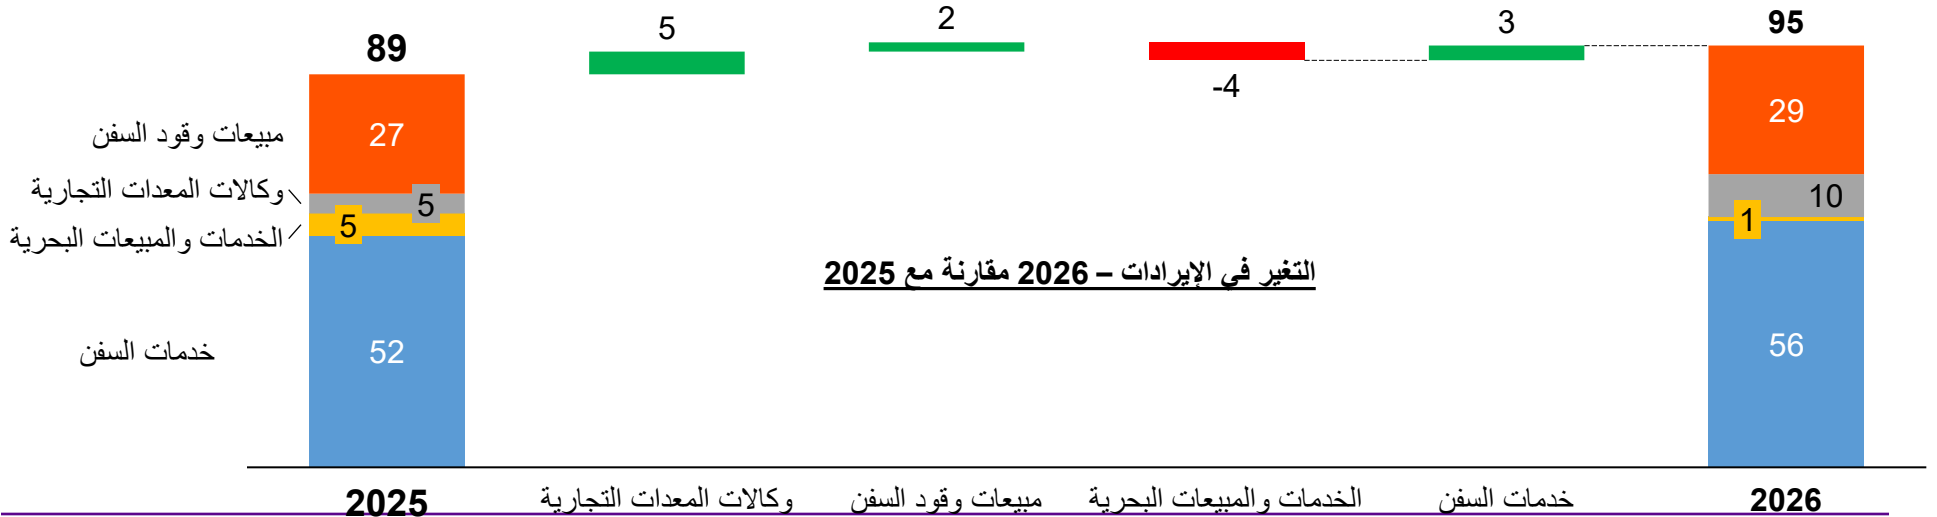 89
5
2
-4
3
95
مبيعات وقود السفن
27
29
وكالات المعدات التجارية
5
10
الخدمات والمبيعات البحرية
5
1
التغير في الإيرادات – 2026 مقارنة مع 2025
خدمات السفن
52
56
2025
وكالات المعدات التجارية
مبيعات وقود السفن
الخدمات والمبيعات البحرية
خدمات السفن
2026